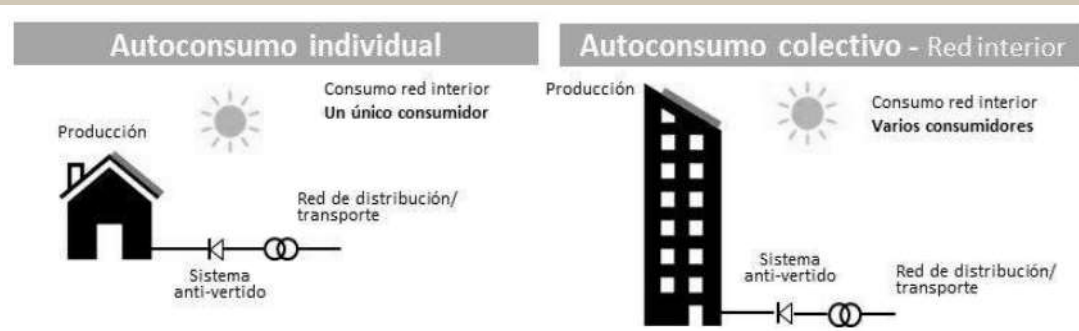 Autoconsumo individual
Consumo red interior
Un único consumidor
Producción
Red de distribución/
transporte
Sistema
anti-vertido
Autoconsumo colectivo - Red interior
Producción
Consumo red interior
Varios consumidores
Sistema
anti-vertido
Red de distribución/
transporte